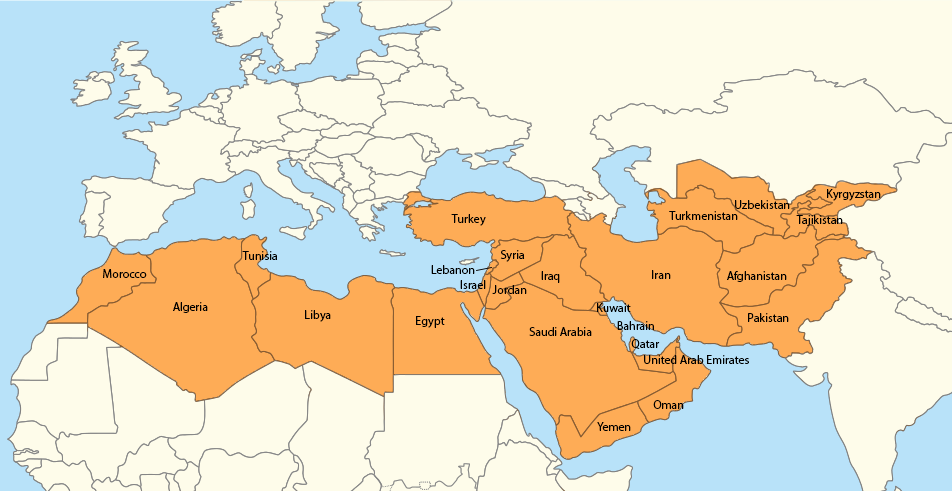 Kyrgyzstan
Uzbekistan
Turkmenistan
Tajikistan
Turkey
Tunisia
Syria
Lebanon
Morocco
Iraq
Iran
Afghanistan
Israel
Jordan
Algeria
Libya
Kuwait
Egypt
Pakistan
Bahrain
Saudi Arabia
Qatar
United Arab Emirates
Oman
Yemen